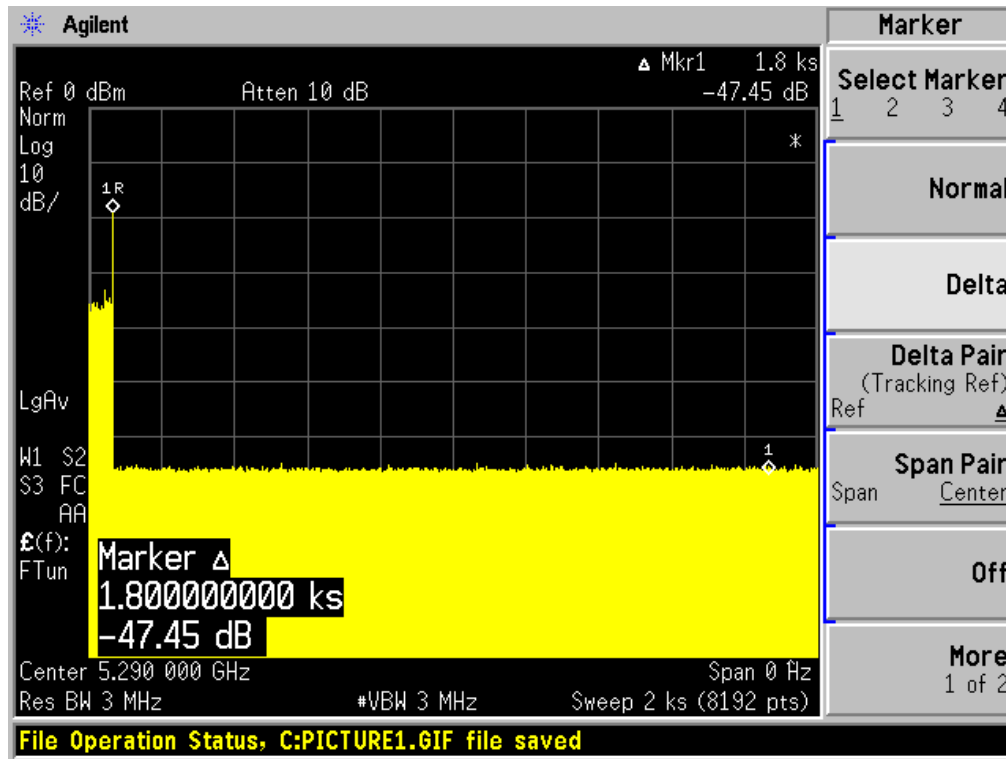 Agilent
Marker
Δ Mkr1 1.8 ks
Ref 0 dBm Atten 10 dB -47.45 dB
Norm
Log
10
dB/
*
1R
LgAv
1
W1 S2
S3 FC
AA
£(f):
FTun
Marker Δ
1.800000000 ks
-47.45 dB
Center 5.290 000 GHz Span 0 Hz
Res BW 3 MHz #VBW 3 MHz Sweep 2 ks (8192 pts)
File Operation Status, C:PICTURE1.GIF file saved
Select Marker
1 2 3 4
Normal
Delta
Delta Pair
(Tracking Ref)
Ref Δ
Span Pair
Span Center
Off
More
1 of 2